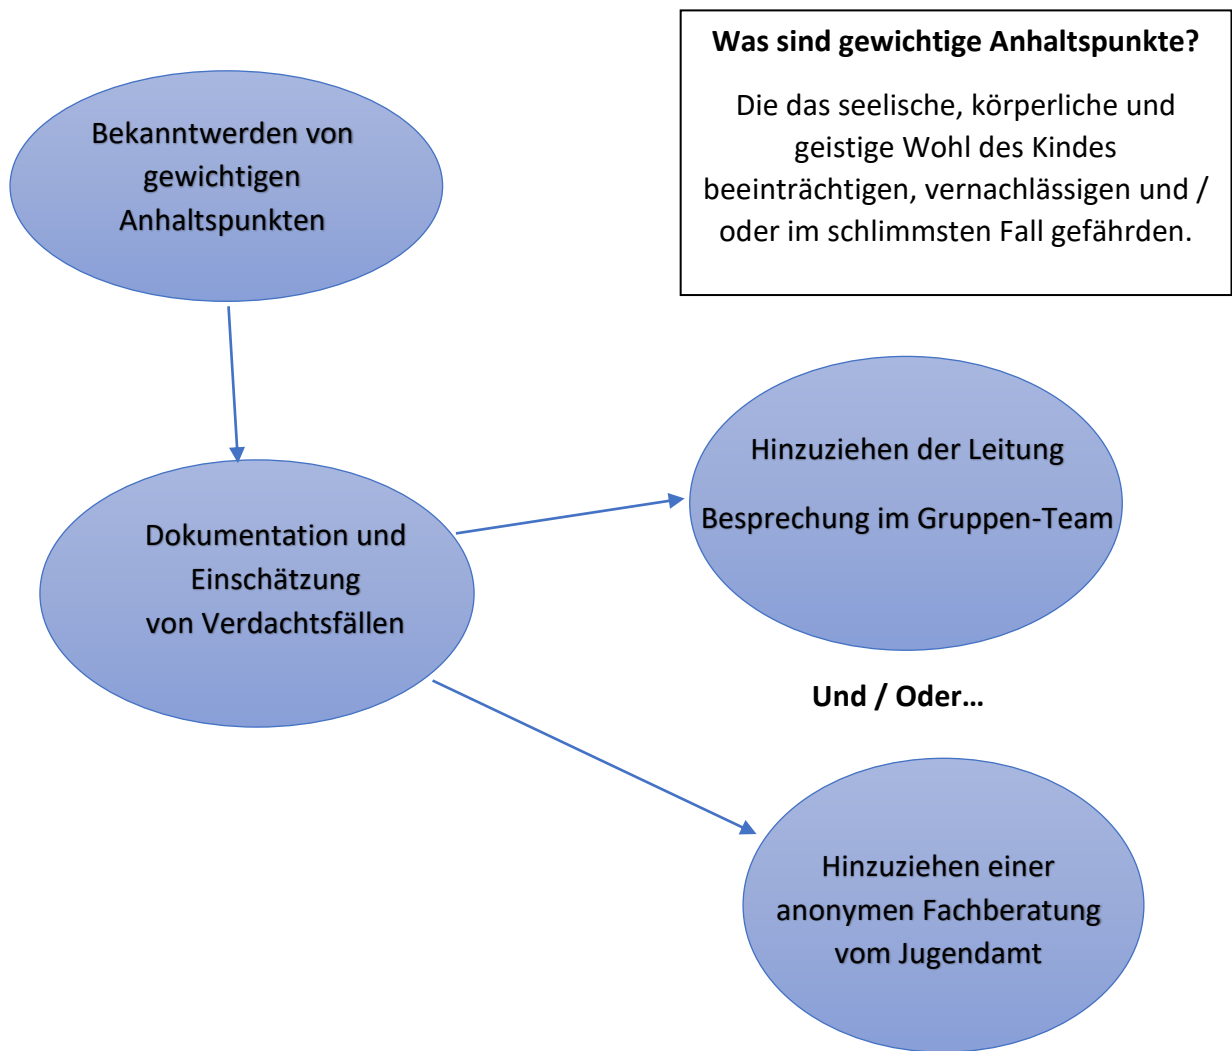 Was sind gewichtige Anhaltspunkte?
Die das seelische, körperliche und
geistige Wohl des Kindes
beeinträchtigen, vernachlässigen und /
oder im schlimmsten Fall gefährden.
Bekanntwerden von
gewichtigen
Anhaltspunkten
Dokumentation und
Einschätzung
von Verdachtsfällen
Hinzuziehen der Leitung
Besprechung im Gruppen-Team
Und / Oder…
Hinzuziehen einer
anonymen Fachberatung
vom Jugendamt